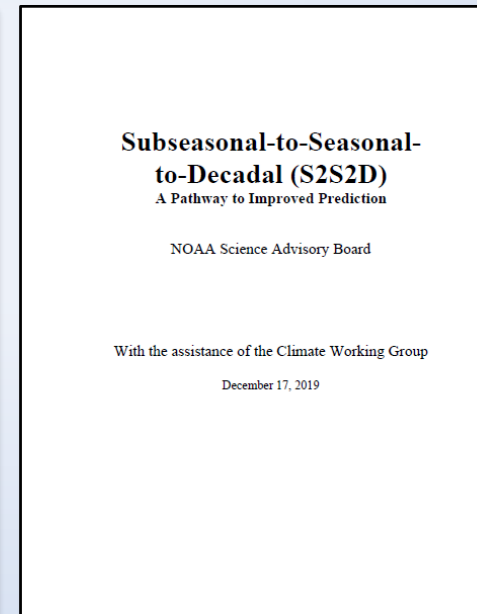 Subseasonal-to-Seasonal-
to-Decadal (S2S2D)
A Pathway to Improved Prediction
NOAA Science Advisory Board
With the assistance of the Climate Working Group
December 17, 2019